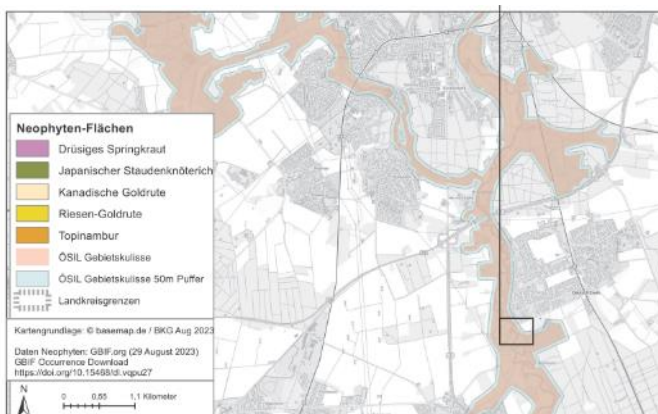 Neophyten-Flächen
Drüsiges Springkraut
Japanischer Staudenknöterich
Kanadische Goldrute
Riesen-Goldrute
Topinambur
ÖSIL Gebietskulisse
ÖSIL Gebietskulisse 50m Puffer
Landkreisgrenzen
Kartengrundlage: © basemap.de / BKG Aug 2023
Daten Neophyten: GBIF.org (29 August 2023)
GBIF Occurrence Download
https://doi.org/10.15468/dl.vqpu27
N
0 0,55 1,1 Kilometer